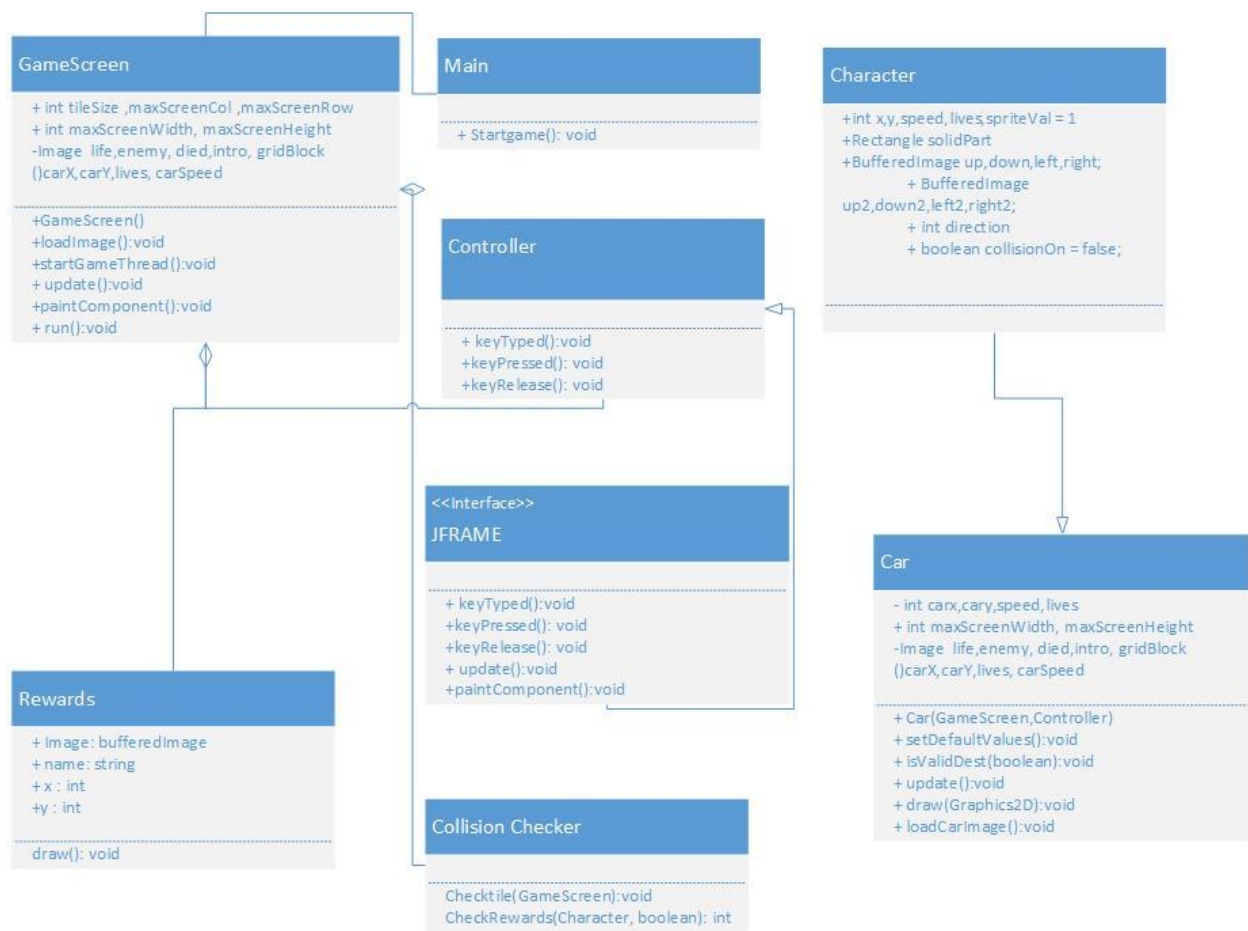 GameScreen
+ int tileSize ,maxScreenCol ,maxScreenRow
+ int maxScreenWidth, maxScreenHeight
-Image life,enemy, died,intro, gridBlock
()carX,carY,lives, carSpeed
+GameScreen()
+loadImage():void
+startGameThread():void
+ update():void
+paintComponent():void
+ run():void
Main
+ Startgame(): void
Controller
+ keyTyped():void
+keyPressed(): void
+keyRelease(): void
Character
+int x,y,speed,lives,spriteVal = 1
+Rectangle solidPart
+BufferedImage up,down,left,right;
+ BufferedImage
up2,down2,left2,right2;
+ int direction
+ boolean collisionOn = false;
<<Interface>>
JFRAME
+ keyTyped():void
+keyPressed(): void
+keyRelease(): void
+ update():void
+paintComponent():void
Car
- int carx,cary,speed,lives
+ int maxScreenWidth, maxScreenHeight
-Image life,enemy, died,intro, gridBlock
()carX,carY,lives, carSpeed
+ Car(GameScreen,Controller)
+ setDefaultValues():void
+ isValidDest(boolean):void
+ update():void
+ draw(Graphics2D):void
+ loadCarImage():void
Rewards
+ Image: bufferedImage
+ name: string
+ x : int
+y : int
draw(): void
Collision Checker
Checktile(GameScreen):void
CheckRewards(Character, boolean): int